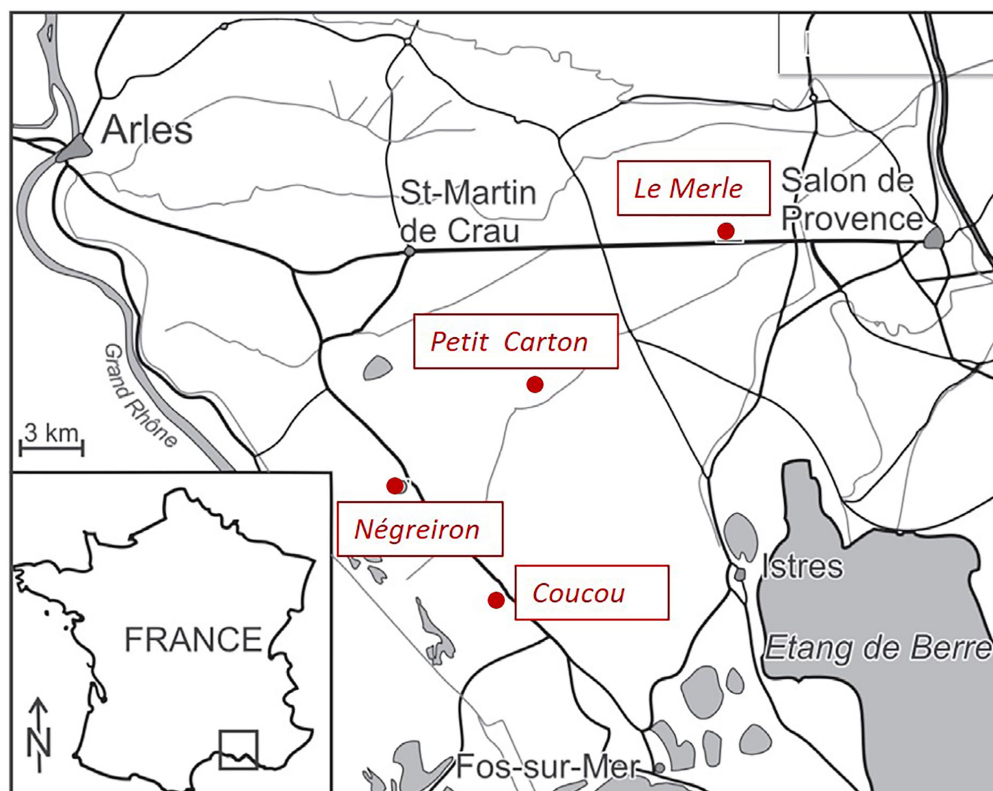 Arles
Le Merle
St-Martin
de Crau
Salon de
Provence
Petit Carton
Grand Rhône
3 km
Négreiron
Coucou
Istres
FRANCE
Etang de Berre
N
Fos-sur-Mer